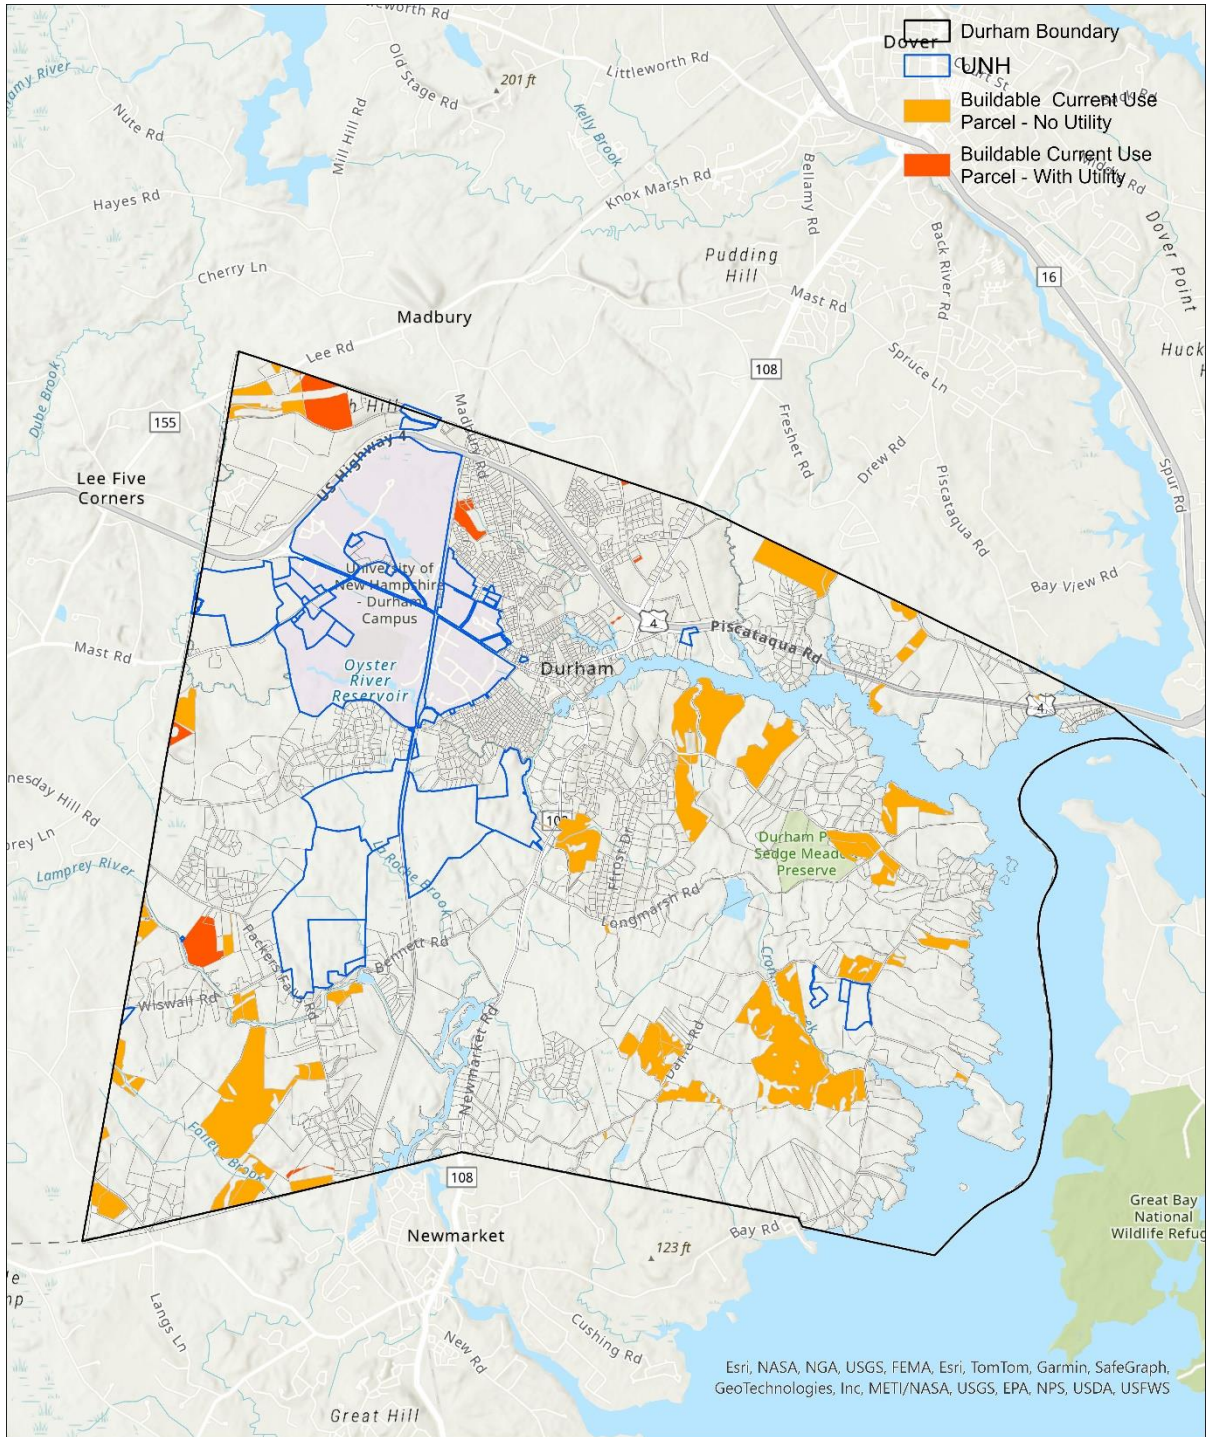 Durham Boundary
Dover
UNH
Buildable Current Use
Parcel - No Utility
Buildable Current Use
Parcel - With Utility
Littleworth Rd
Old Stage Rd
201 ft
Nute Rd
Mill Hill Rd
Kelly Brook
Knox Marsh Rd
Bellamy Rd
Hayes Rd
Back River Rd
Dover Point
Cherry Ln
Pudding
Hill
16
Mast Rd
Madbury
Lee Rd
Spruce Ln
108
155
Dube Brook
Madbury Rd
Freshet Rd
Drew Rd
US Highway 4
Lee Five
Corners
Piscataqua Rd
Spur Rd
Bay View Rd
University of
New Hampshire
- Durham
Campus
4
Piscataqua Rd
Mast Rd
Oyster
River
Reservoir
Durham
4
Lamprey River
La Roche Brook
Ffrost Dr
Durham P
Sedge Meadow
Preserve
Longmarsh Rd
Packers Falls Rd
Bennett Rd
Wiswall Rd
Newmarket Rd
Dame Rd
108
Newmarket
Bay Rd
123 ft
Great Bay
National
Wildlife Refug
Langs Ln
New Rd
Cushing Rd
Great Hill
Esri, NASA, NGA, USGS, FEMA, Esri, TomTom, Garmin, SafeGraph,
GeoTechnologies, Inc, METI/NASA, USGS, EPA, NPS, USDA, USFWS